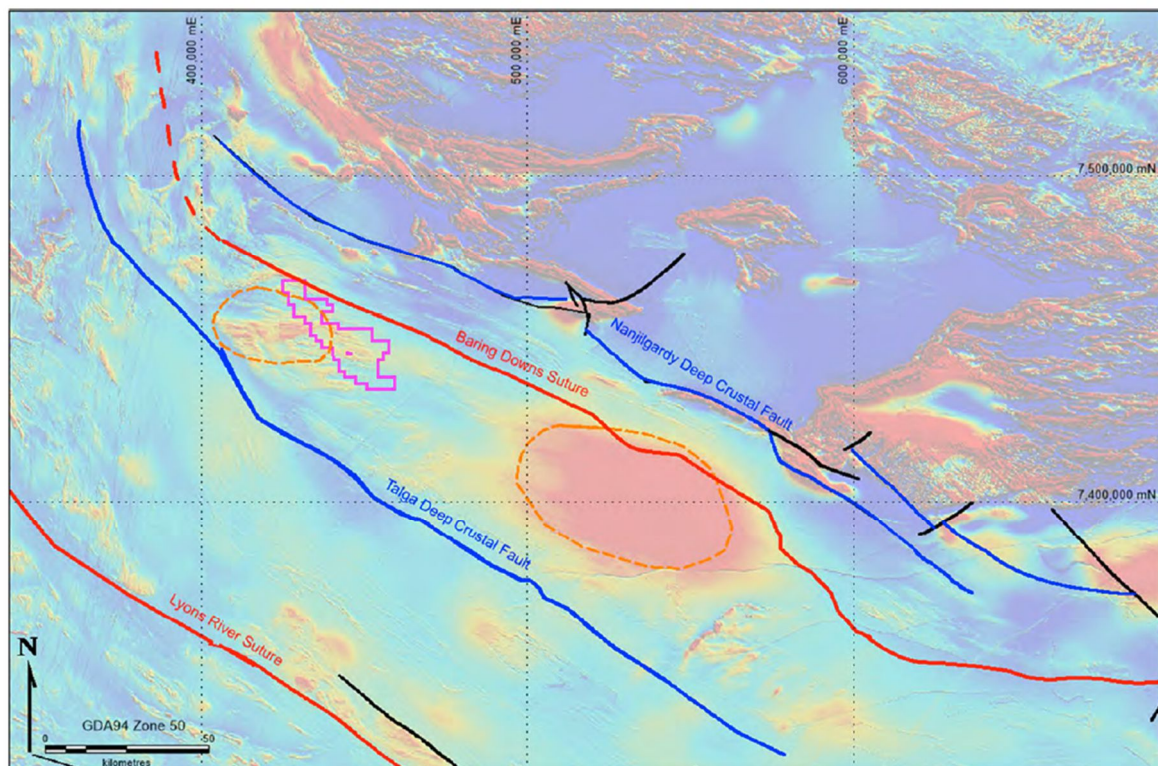 400,000 mE
500,000 mE
600,000 mE
7,500,000 mN
Nanjilgardy Deep Crustal Fault
Baring Downs Suture
7,400,000 mN
Talga Deep Crustal Fault
Lyons River Suture
N
GDA94 Zone 50
0 50
kilometres